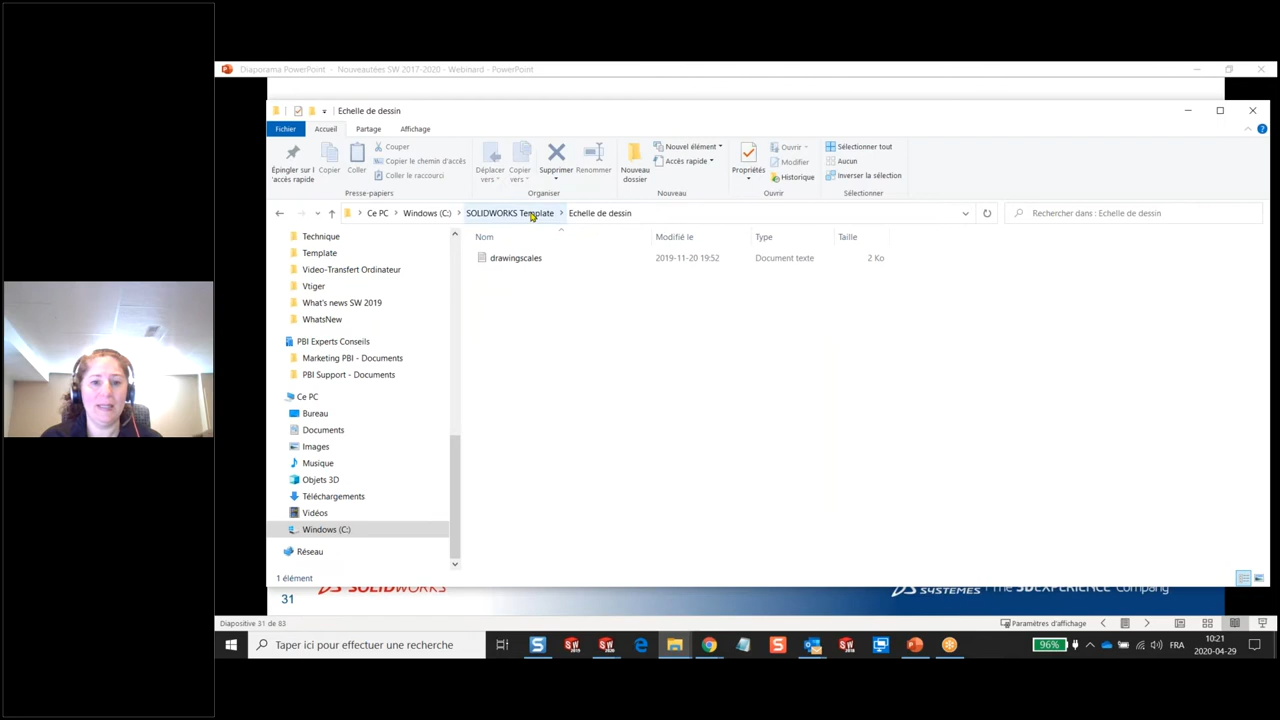 Diaporama PowerPoint - Nouveautées SW 2017-2020 - Webinard - PowerPoint
Echelle de dessin
Fichier Accueil Partage Affichage
Épingler sur l'accès rapide
Copier
Coller
Couper
Copier le chemin d'accès
Coller le raccourci
Presse-papiers
Déplacer vers
Copier vers
Supprimer
Renommer
Organiser
Nouveau dossier
Nouvel élément
Accès rapide
Nouveau
Propriétés
Ouvrir
Modifier
Historique
Ouvrir
Sélectionner tout
Aucun
Inverser la sélection
Sélectionner
Ce PC > Windows (C:) > SOLIDWORKS Template > Echelle de dessin
Rechercher dans : Echelle de dessin
Technique
Template
Video-Transfert Ordinateur
Vtiger
What's news SW 2019
WhatsNew
PBI Experts Conseils
Marketing PBI - Documents
PBI Support - Documents
Ce PC
Bureau
Documents
Images
Musique
Objets 3D
Téléchargements
Vidéos
Windows (C:)
Réseau
Nom Modifié le Type Taille
drawingscales 2019-11-20 19:52 Document texte 2 Ko
1 élément
SOLIDWORKS
SYSTEMES The 3DEXPERIENCE Company
31
Diapositive 31 de 83
Paramètres d'affichage
Taper ici pour effectuer une recherche
96%
FRA
10:21
2020-04-29